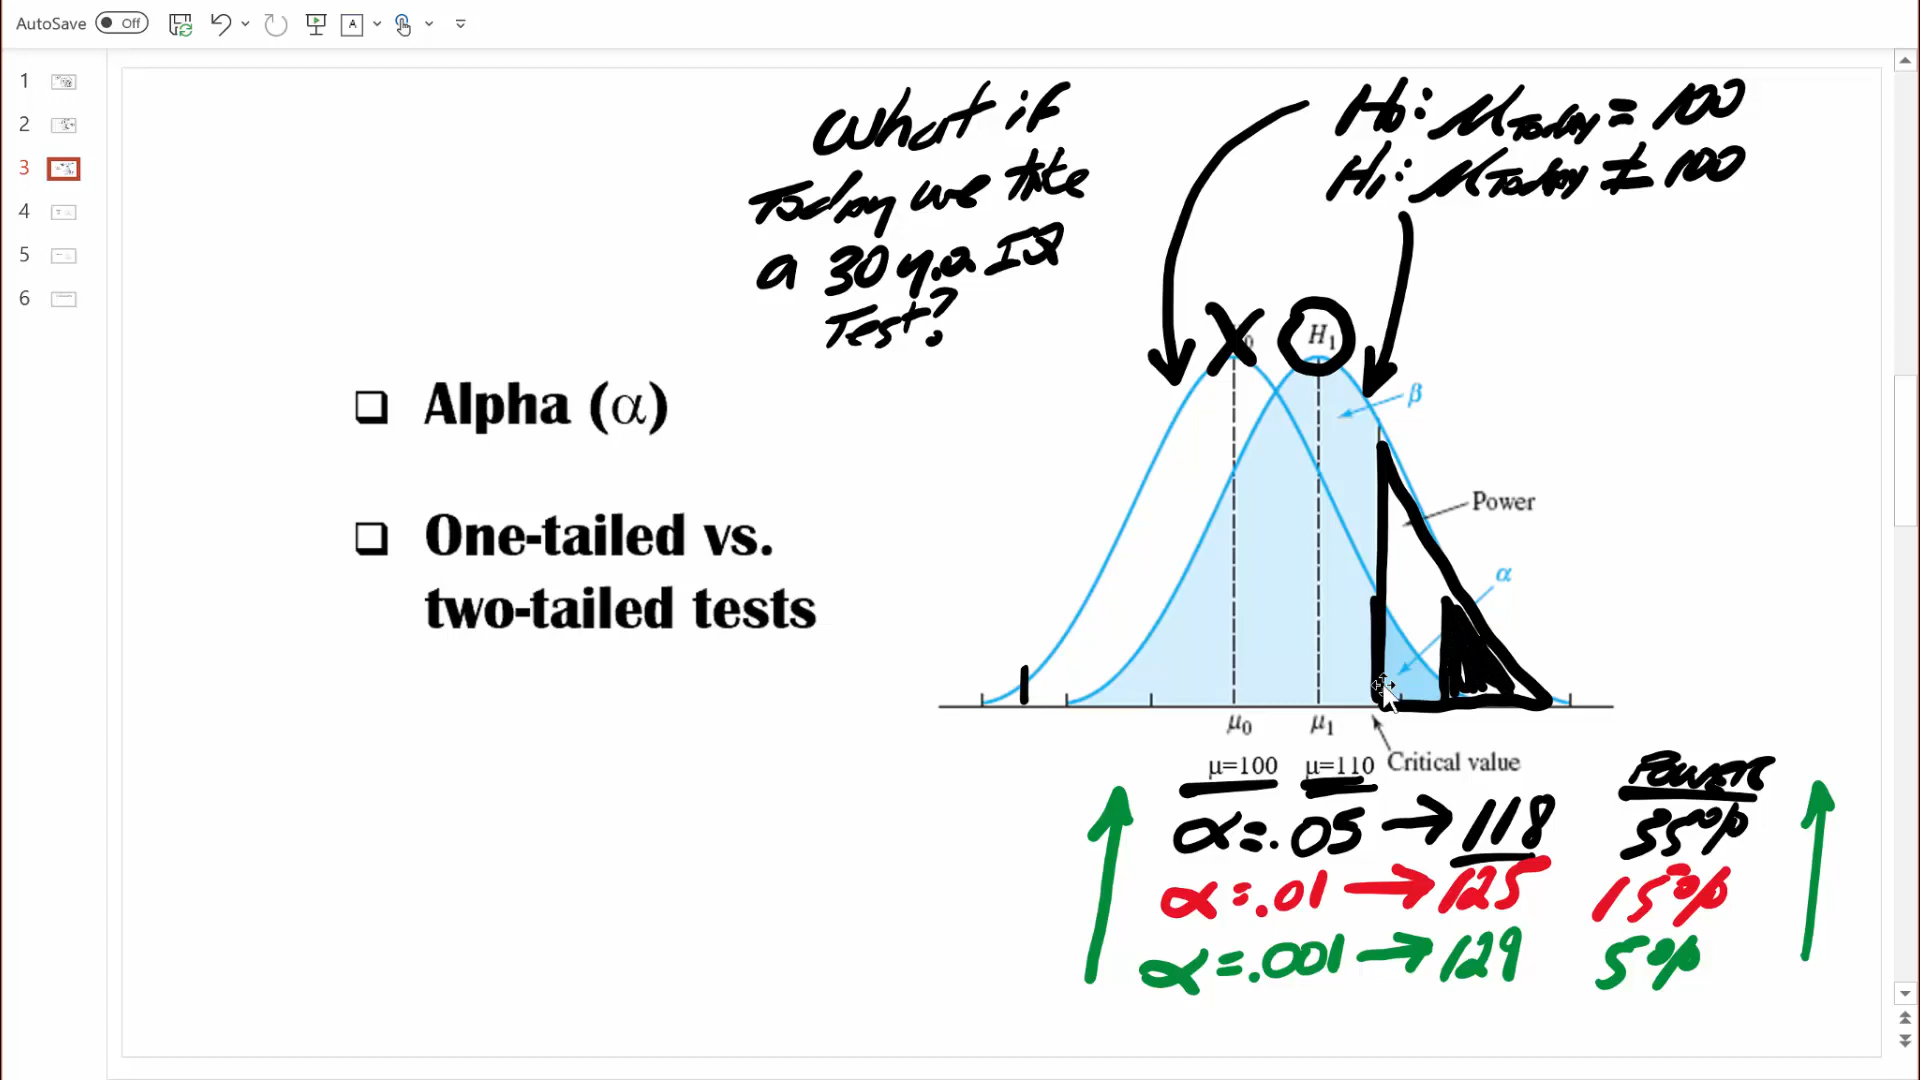 AutoSave Off
A
1
2
3
4
5
6
What if
Today we take
a 30 y.o IQ
Test?
H0: μToday = 100
H1: μToday ≠ 100
Alpha (α)
One-tailed vs.
two-tailed tests
H1
β
Power
α
μ0 μ1
Critical value
μ=100 μ=110
POWER
α=.05 → 118 35%
α=.01 → 125 15%
α=.001 → 129 5%